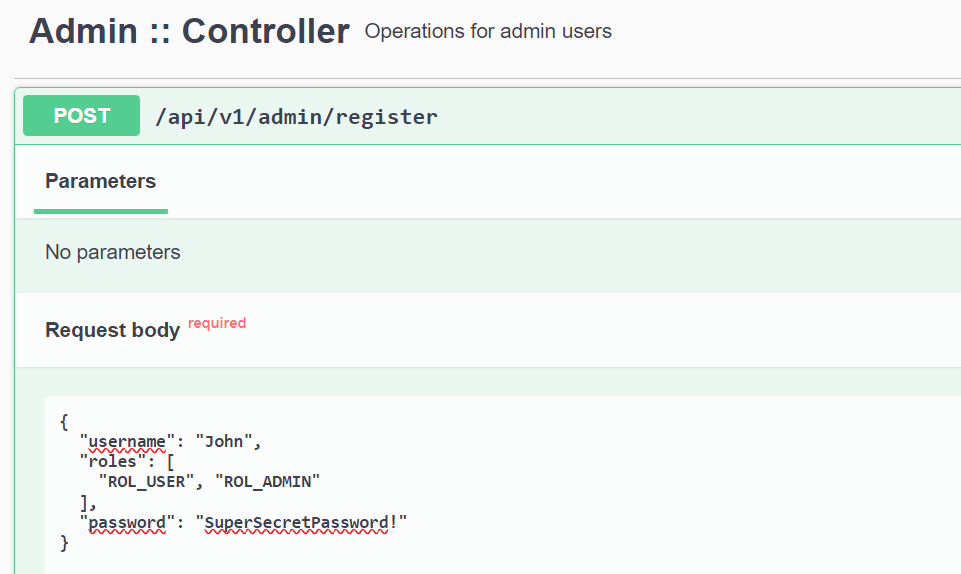 Admin :: Controller Operations for admin users
POST /api/v1/admin/register
Parameters
No parameters
Request body required
{
  "username": "John",
  "roles": [
    "ROL_USER", "ROL_ADMIN"
  ],
  "password": "SuperSecretPassword!"
}